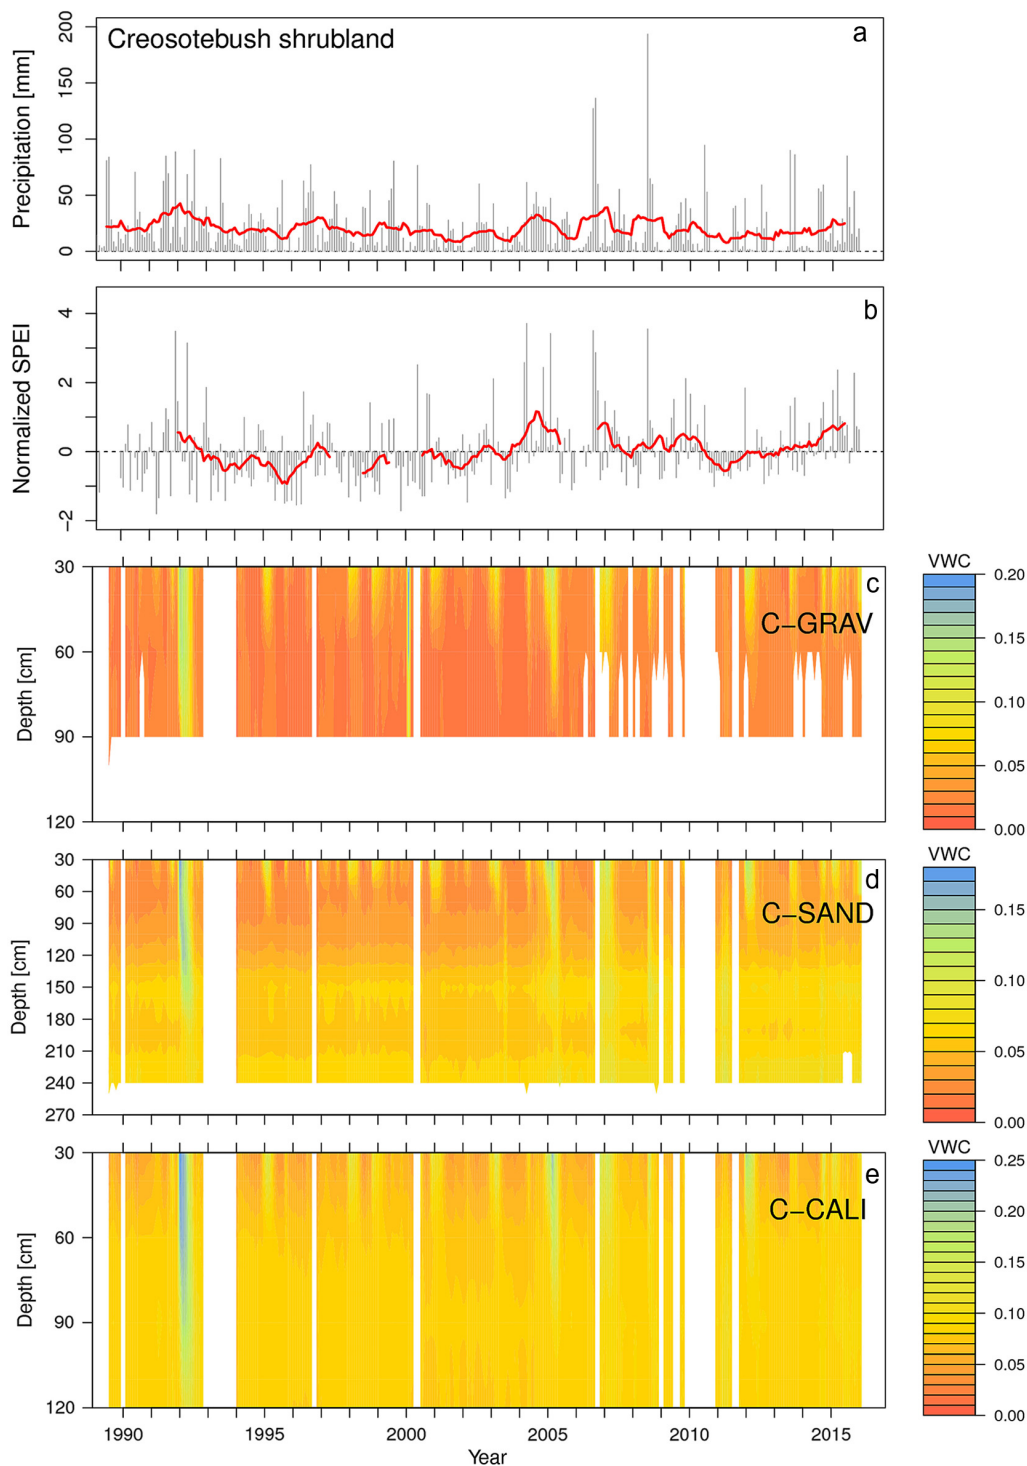 Creosotebush shrubland
a
Precipitation [mm]
200
150
100
50
0
b
Normalized SPEI
4
2
0
−2
c
C−GRAV
Depth [cm]
30
60
90
120
VWC
0.20
0.15
0.10
0.05
0.00
d
C−SAND
Depth [cm]
30
60
90
120
150
180
210
240
270
VWC
0.15
0.10
0.05
0.00
e
C−CALI
Depth [cm]
30
60
90
120
VWC
0.25
0.20
0.15
0.10
0.05
0.00
1990 1995 2000 2005 2010 2015
Year